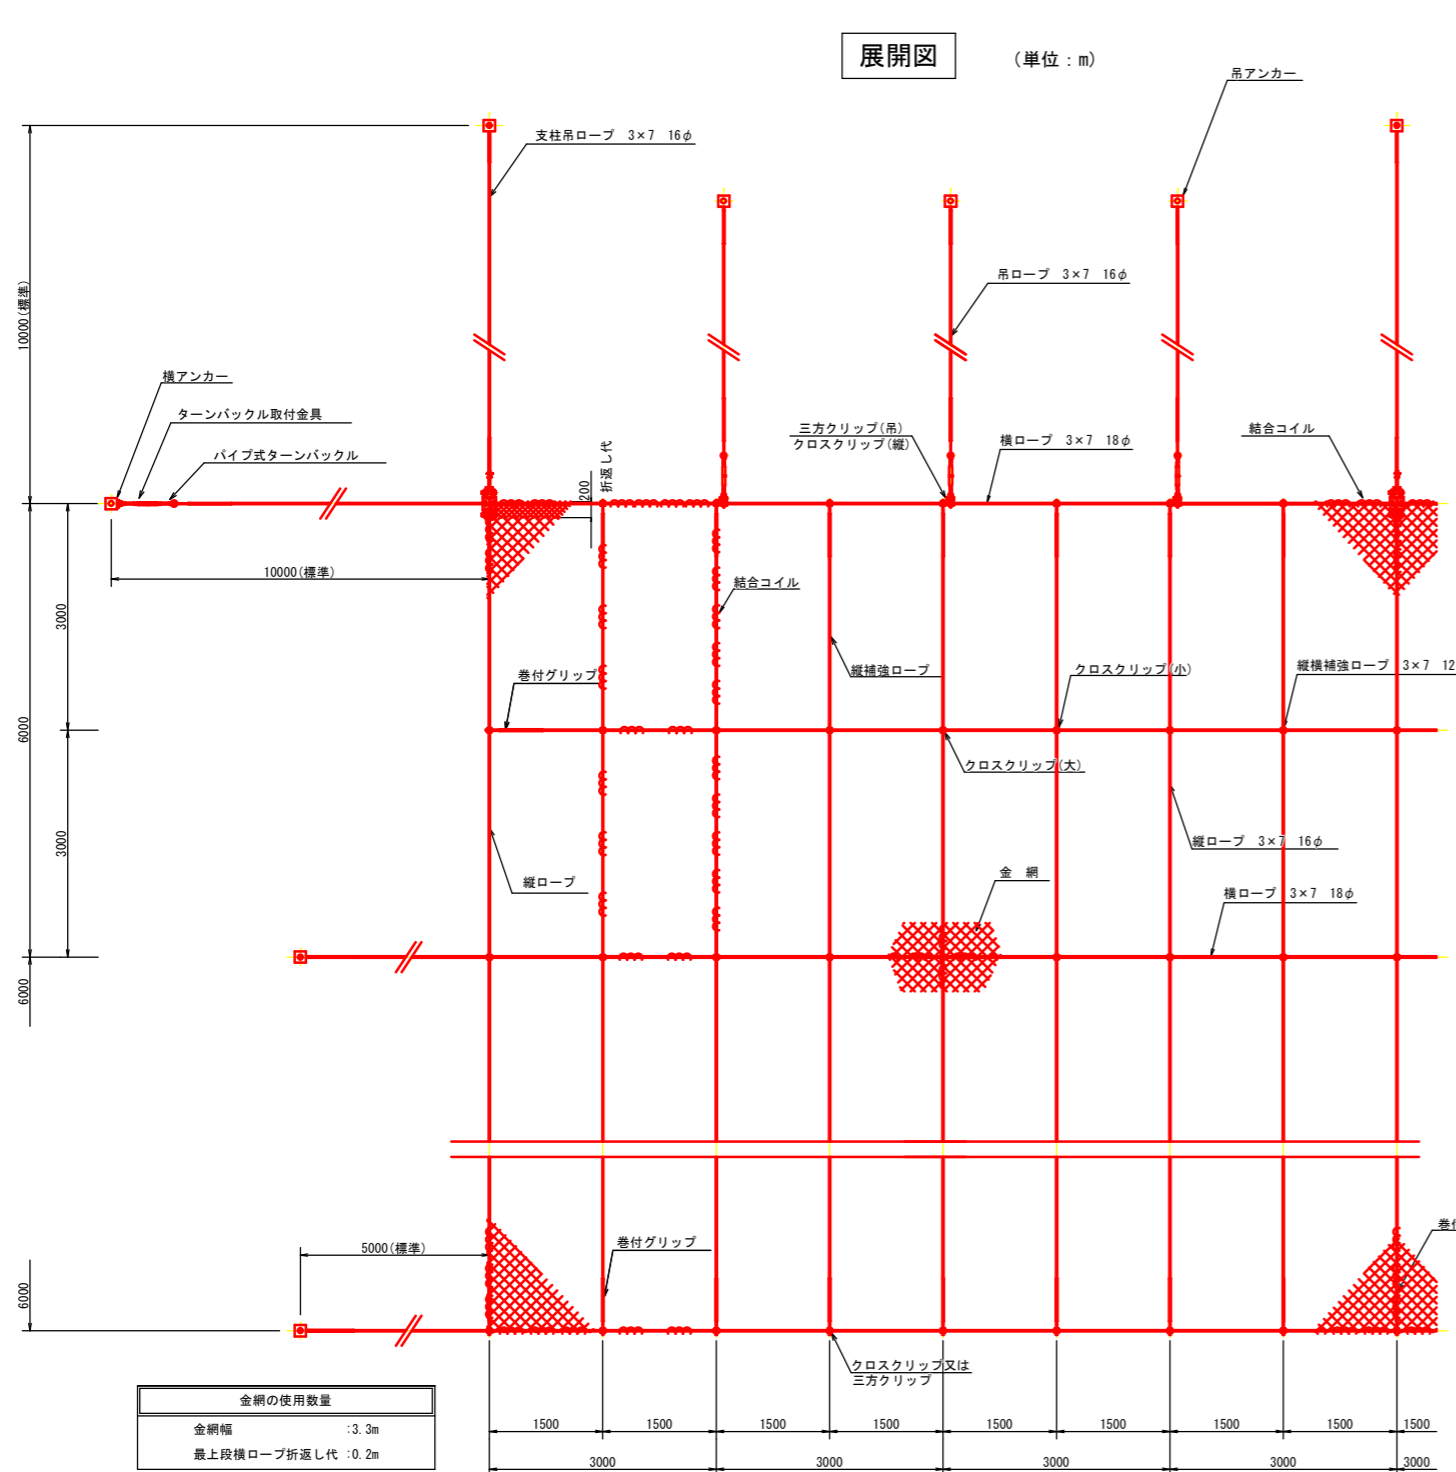 展開図
（単位：m）
吊アンカー
支柱吊ロープ 3×7 16φ
吊ロープ 3×7 16φ
10000(標準)
横アンカー
ターンバックル取付金具
パイプ式ターンバックル
折返し代
200
三方クリップ(吊)
クロスクリップ(縦)
横ロープ 3×7 18φ
結合コイル
10000(標準)
3000
結合コイル
巻付グリップ
縦補強ロープ
クロスクリップ(小)
縦横補強ロープ 3×7 12
6000
クロスクリップ(大)
3000
縦ロープ 3×7 16φ
縦ロープ
金 網
横ロープ 3×7 18φ
6000
巻付
5000(標準)
巻付グリップ
6000
クロスクリップ又は
三方クリップ
金網の使用数量
金網幅 :3.3m
最上段横ロープ折返し代 :0.2m
1500 1500 1500 1500 1500 1500 1500 1500 1500
3000 3000 3000 3000 3000